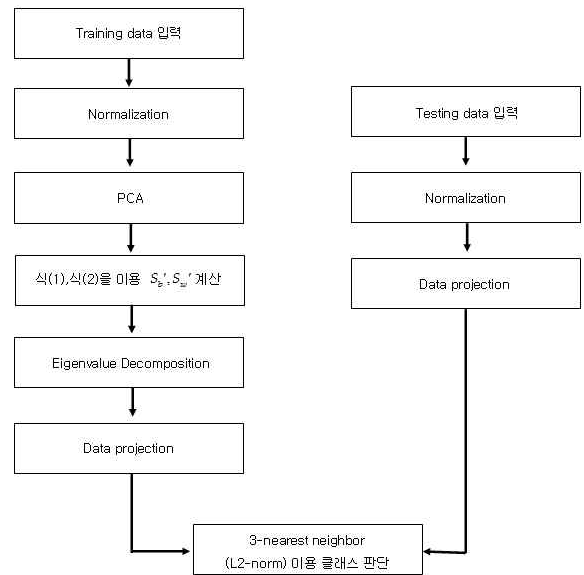 Training data 입력
Normalization
PCA
식(1),식(2)을 이용 S_b',S_w' 계산
Eigenvalue Decomposition
Data projection
Testing data 입력
Normalization
Data projection
3-nearest neighbor
(L2-norm) 이용 클래스 판단